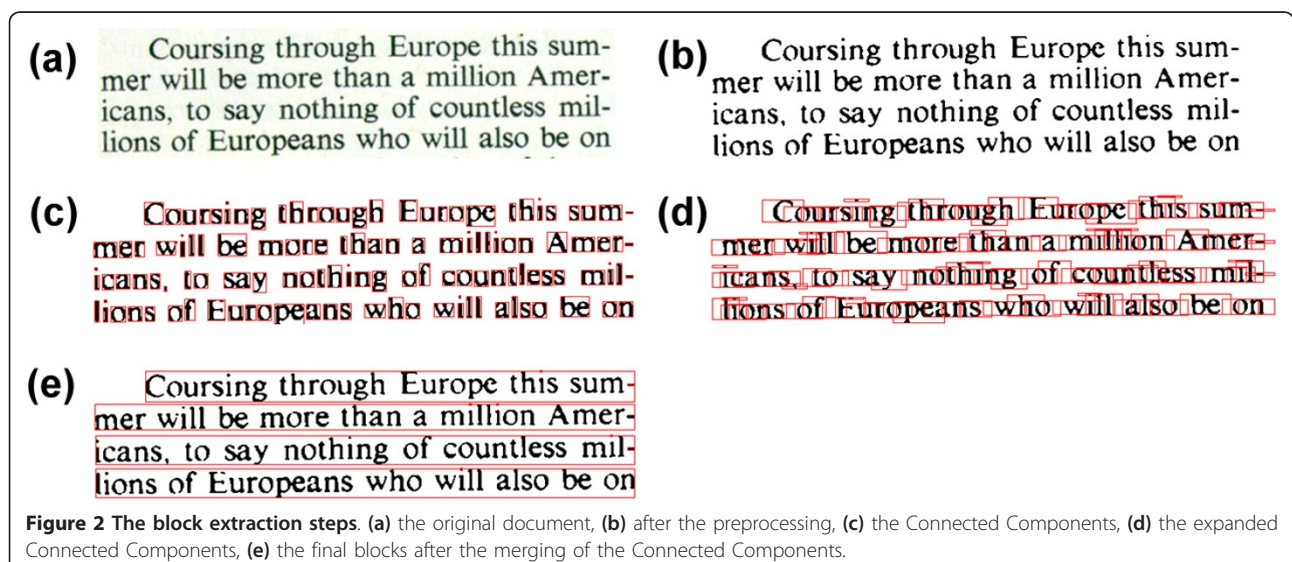 (a)
Coursing through Europe this sum-
mer will be more than a million Amer-
icans, to say nothing of countless mil-
lions of Europeans who will also be on
(b)
Coursing through Europe this sum-
mer will be more than a million Amer-
icans, to say nothing of countless mil-
lions of Europeans who will also be on
(c)
Coursing through Europe this sum-
mer will be more than a million Amer-
icans, to say nothing of countless mil-
lions of Europeans who will also be on
(d)
Coursing through Europe this sum-
mer will be more than a million Amer-
icans, to say nothing of countless mil-
lions of Europeans who will also be on
(e)
Coursing through Europe this sum-
mer will be more than a million Amer-
icans, to say nothing of countless mil-
lions of Europeans who will also be on
Figure 2 The block extraction steps. (a) the original document, (b) after the preprocessing, (c) the Connected Components, (d) the expanded
Connected Components, (e) the final blocks after the merging of the Connected Components.